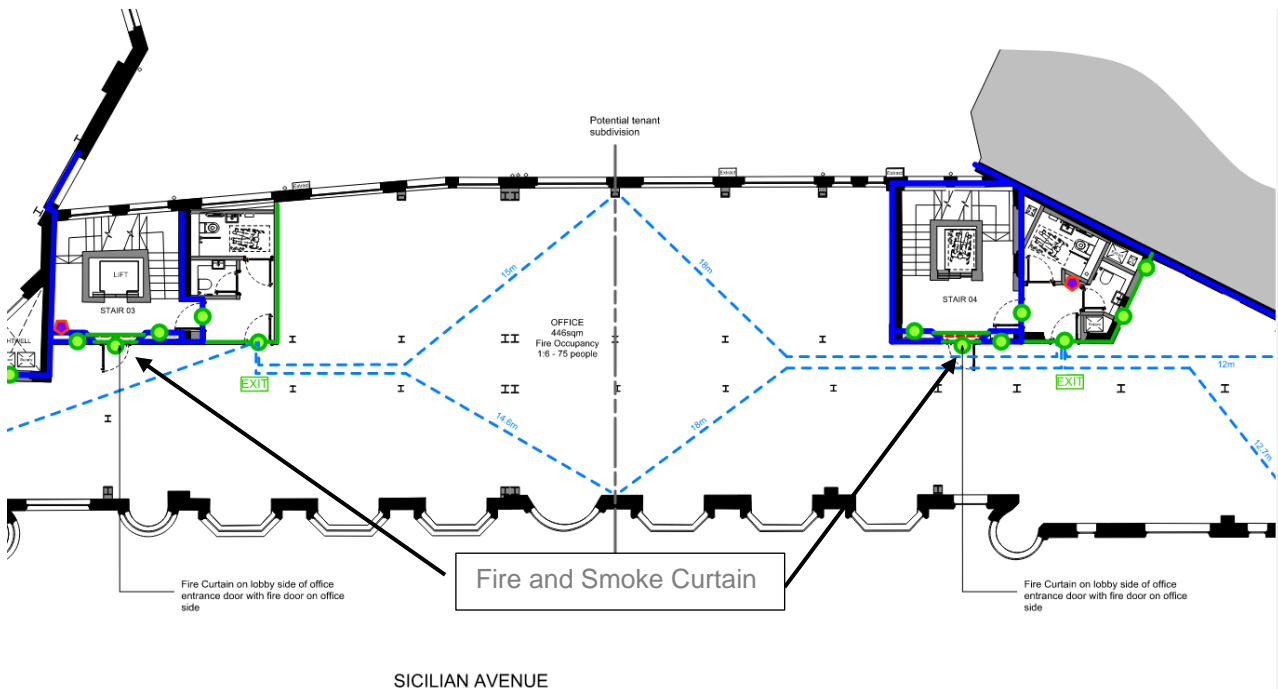 Potential tenant
subdivision
Extract
Extract
Extract
15m
18m
LIFT
STAIR 03
STAIR 04
OFFICE
446sqm
Fire Occupancy
1:6 - 75 people
HTWELL
EXIT
EXIT
12m
14.6m
18m
12.7m
Fire and Smoke Curtain
Fire Curtain on lobby side of office
entrance door with fire door on office
side
Fire Curtain on lobby side of office
entrance door with fire door on office
side
SICILIAN AVENUE